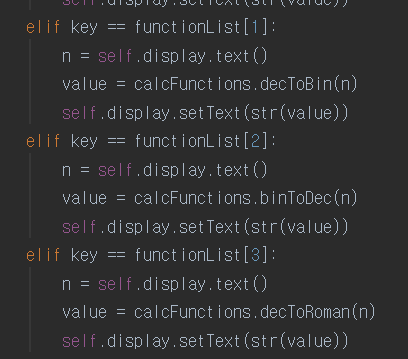 self.display.setText(str(value))
elif key == functionList[1]:
n = self.display.text()
value = calcFunctions.decToBin(n)
self.display.setText(str(value))
elif key == functionList[2]:
n = self.display.text()
value = calcFunctions.binToDec(n)
self.display.setText(str(value))
elif key == functionList[3]:
n = self.display.text()
value = calcFunctions.decToRoman(n)
self.display.setText(str(value))